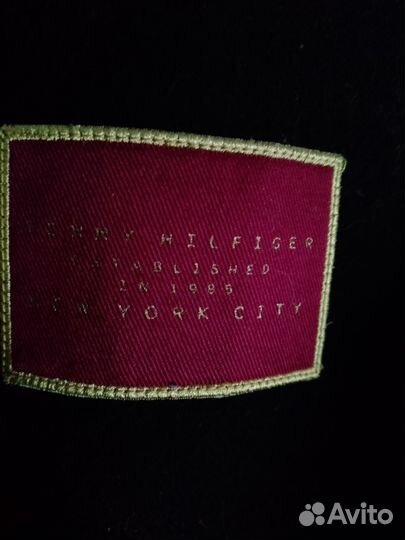 TOMMY HILFIGER
ESTABLISHED
IN 1985
NEW YORK CITY
Avito